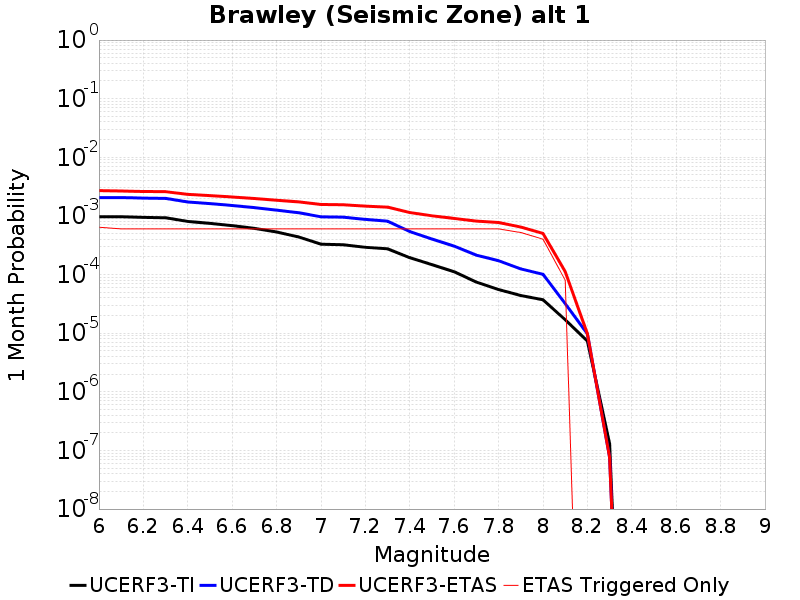 Brawley (Seismic Zone) alt 1
1 Month Probability
10^0
10^-1
10^-2
10^-3
10^-4
10^-5
10^-6
10^-7
10^-8
6 6.2 6.4 6.6 6.8 7 7.2 7.4 7.6 7.8 8 8.2 8.4 8.6 8.8 9
Magnitude
UCERF3-TI UCERF3-TD UCERF3-ETAS ETAS Triggered Only